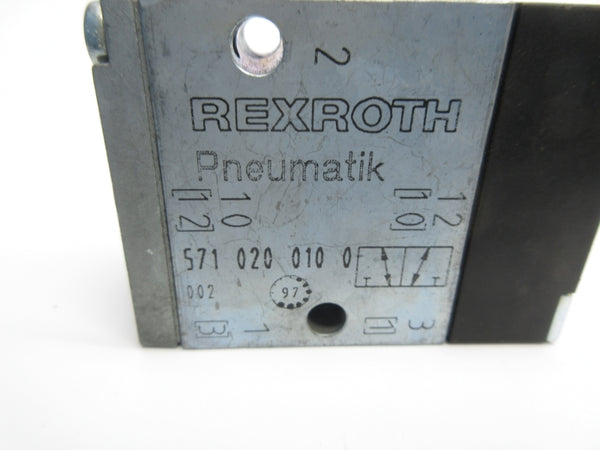 2
REXROTH
Pneumatik
10 12
[12] [10]
571 020 010 0
002 97
1 3
[3] [1]